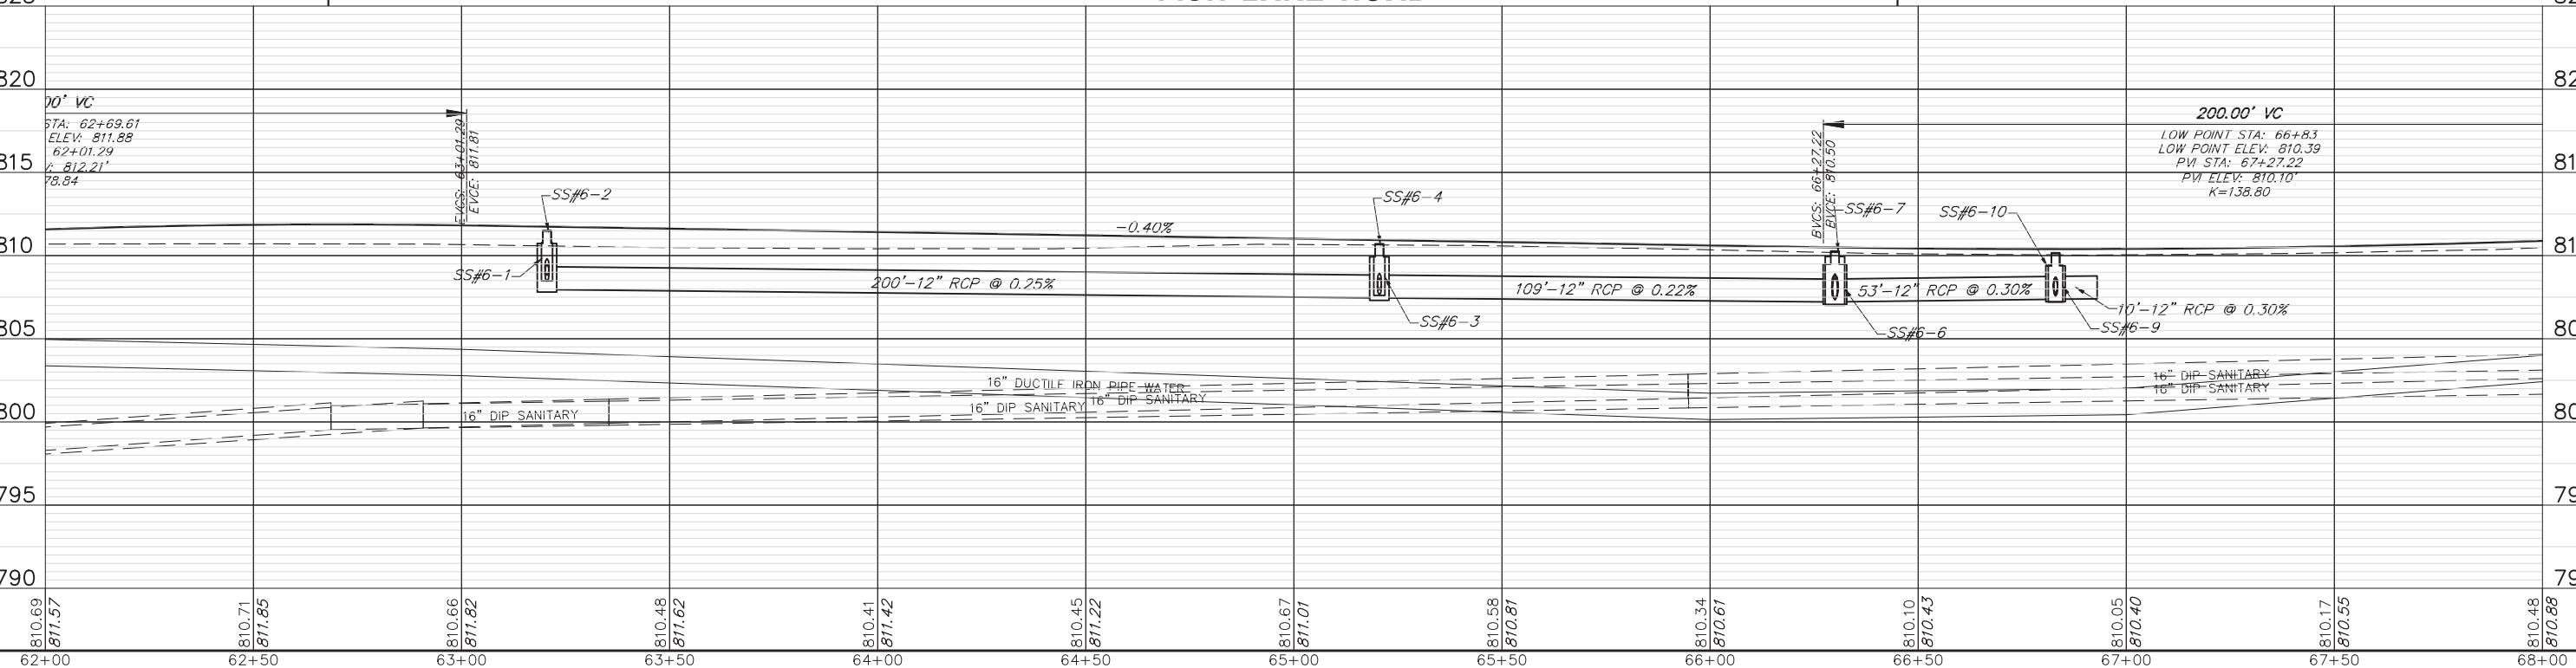 820
815
810
805
800
795
790
00' VC
STA: 62+69.61
ELEV: 811.88
62+01.29
812.21'
78.84
EVCS: 63+01.29
EVCE: 811.81
SS#6-2
SS#6-1
200'-12" RCP @ 0.25%
-0.40%
SS#6-4
SS#6-3
109'-12" RCP @ 0.22%
BVCS: 66+27.22
BVCE: 810.50
SS#6-7
SS#6-6
53'-12" RCP @ 0.30%
SS#6-10
SS#6-9
10'-12" RCP @ 0.30%
200.00' VC
LOW POINT STA: 66+83
LOW POINT ELEV: 810.39
PVI STA: 67+27.22
PVI ELEV: 810.10'
K=138.80
16" DUCTILE IRON PIPE WATER
16" DIP SANITARY
16" DIP SANITARY
16" DIP SANITARY
16" DIP SANITARY
16" DIP SANITARY
810.69 811.57
810.71 811.85
810.66 811.82
810.48 811.62
810.41 811.42
810.45 811.22
810.67 811.01
810.58 810.81
810.34 810.61
810.10 810.43
810.05 810.40
810.17 810.55
810.48 810.88
62+00 62+50 63+00 63+50 64+00 64+50 65+00 65+50 66+00 66+50 67+00 67+50 68+00